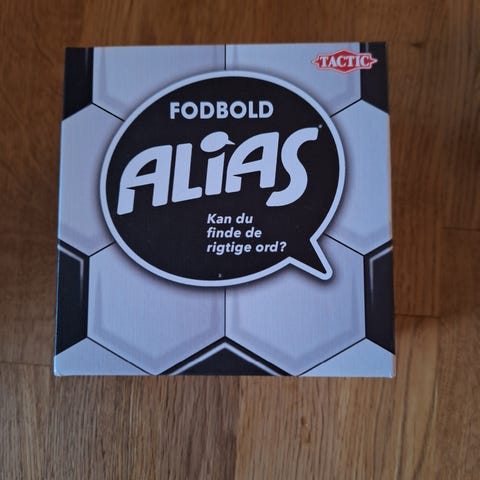 TACTIC
FODBOLD
ALIAS
Kan du
finde de
rigtige ord?